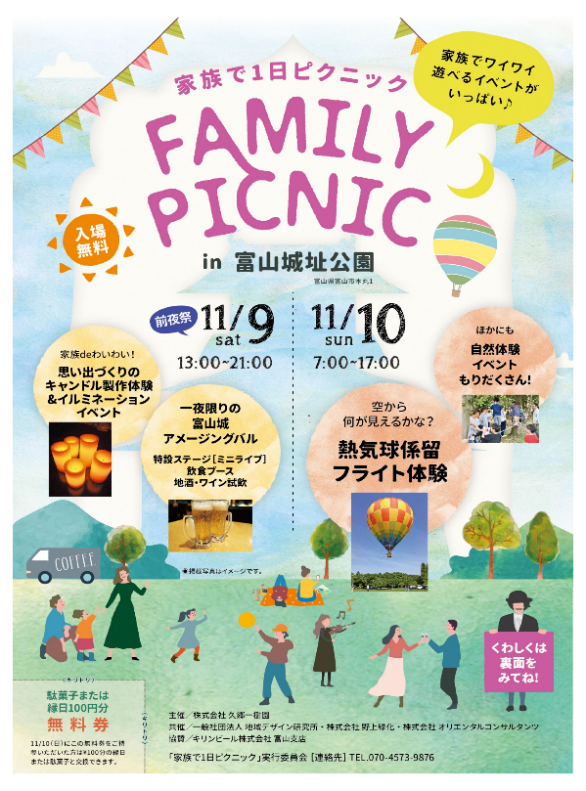 家族でワイワイ
遊べるイベントが
いっぱい♪
家族で1日ピクニック
FAMILY
PICNIC
in 富山城址公園
富山県富山市本丸1
入場
無料
前夜祭 11/9 sat
13:00~21:00
11/10 sun
7:00~17:00
家族deわいわい!
思い出づくりの
キャンドル製作体験
&イルミネーション
イベント
一夜限りの
富山城
アメージングバル
特設ステージ[ミニライブ]
飲食ブース
地酒・ワイン試飲
空から
何が見えるかな?
熱気球係留
フライト体験
ほかにも
自然体験
イベント
もりだくさん!
※掲載写真はイメージです。
COFFEE
くわしくは
裏面を
みてね!
(キリトリ)
(キリトリ)
駄菓子または
縁日100円分
無料券
11/10(日)にこの無料券をご持
参いただいた方は¥100分の縁日
または駄菓子と交換できます。
主催/株式会社 久郷一樹園
共催/一般社団法人 地域デザイン研究所・株式会社 野上緑化・株式会社 オリエンタルコンサルタンツ
協賛/キリンビール株式会社 富山支店
「家族で1日ピクニック」実行委員会 [連絡先] TEL.070-4573-9876